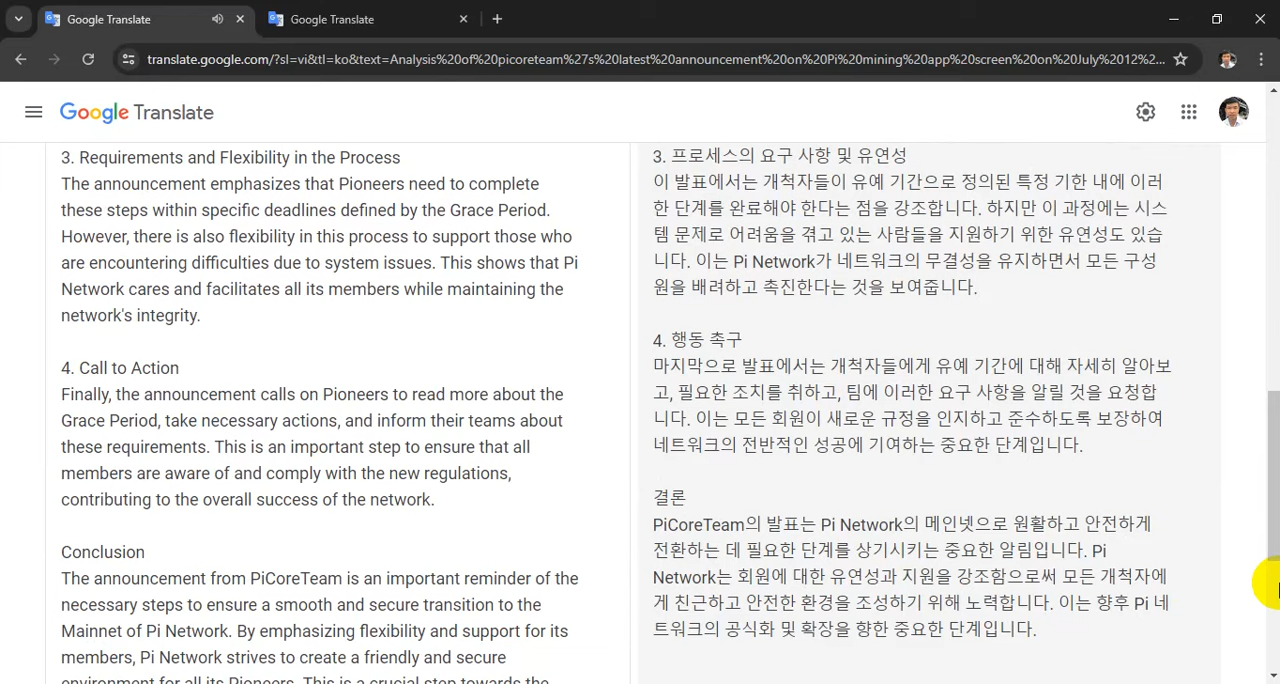 Google Translate
Google Translate
translate.google.com/?sl=vi&tl=ko&text=Analysis%20of%20picoreteam%27s%20latest%20announcement%20on%20Pi%20mining%20app%20screen%20on%20July%2012%2...
Google Translate
3. Requirements and Flexibility in the Process
The announcement emphasizes that Pioneers need to complete
these steps within specific deadlines defined by the Grace Period.
However, there is also flexibility in this process to support those who
are encountering difficulties due to system issues. This shows that Pi
Network cares and facilitates all its members while maintaining the
network's integrity.
4. Call to Action
Finally, the announcement calls on Pioneers to read more about the
Grace Period, take necessary actions, and inform their teams about
these requirements. This is an important step to ensure that all
members are aware of and comply with the new regulations,
contributing to the overall success of the network.
Conclusion
The announcement from PiCoreTeam is an important reminder of the
necessary steps to ensure a smooth and secure transition to the
Mainnet of Pi Network. By emphasizing flexibility and support for its
members, Pi Network strives to create a friendly and secure
environment for all its Pioneers. This is a crucial step towards the
3. 프로세스의 요구 사항 및 유연성
이 발표에서는 개척자들이 유예 기간으로 정의된 특정 기한 내에 이러
한 단계를 완료해야 한다는 점을 강조합니다. 하지만 이 과정에는 시스
템 문제로 어려움을 겪고 있는 사람들을 지원하기 위한 유연성도 있습
니다. 이는 Pi Network가 네트워크의 무결성을 유지하면서 모든 구성
원을 배려하고 촉진한다는 것을 보여줍니다.
4. 행동 촉구
마지막으로 발표에서는 개척자들에게 유예 기간에 대해 자세히 알아보
고, 필요한 조치를 취하고, 팀에 이러한 요구 사항을 알릴 것을 요청합
니다. 이는 모든 회원이 새로운 규정을 인지하고 준수하도록 보장하여
네트워크의 전반적인 성공에 기여하는 중요한 단계입니다.
결론
PiCoreTeam의 발표는 Pi Network의 메인넷으로 원활하고 안전하게
전환하는 데 필요한 단계를 상기시키는 중요한 알림입니다. Pi
Network는 회원에 대한 유연성과 지원을 강조함으로써 모든 개척자에
게 친근하고 안전한 환경을 조성하기 위해 노력합니다. 이는 향후 Pi 네
트워크의 공식화 및 확장을 향한 중요한 단계입니다.